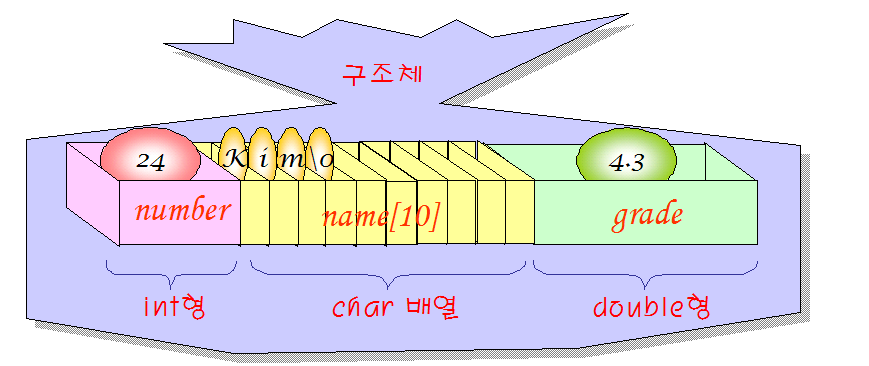 구조체
24 Kim\0 4.3
number name[10] grade
int형 char 배열 double형